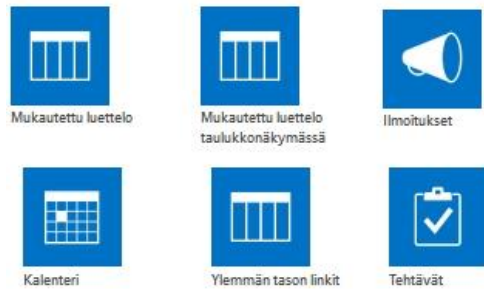 Mukautettu luettelo
Mukautettu luettelo
taulukkonäkymässä
Ilmoitukset
Kalenteri
Ylemmän tason linkit
Tehtävät